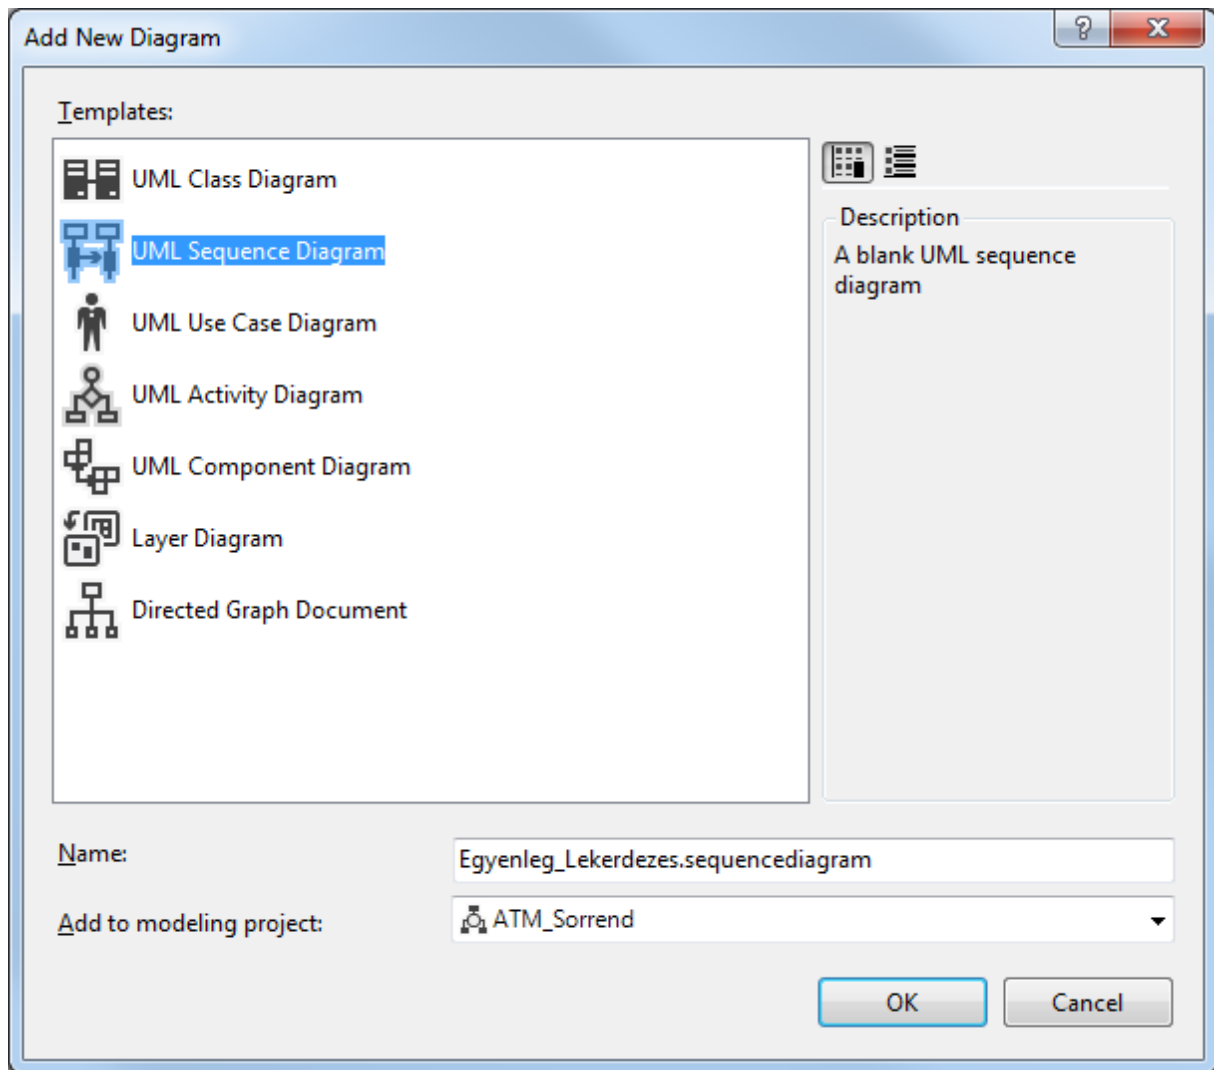 Add New Diagram
Templates:
UML Class Diagram
UML Sequence Diagram
UML Use Case Diagram
UML Activity Diagram
UML Component Diagram
Layer Diagram
Directed Graph Document
Description
A blank UML sequence
diagram
Name:
Egyenleg_Lekerdezes.sequencediagram
Add to modeling project:
ATM_Sorrend
OK
Cancel